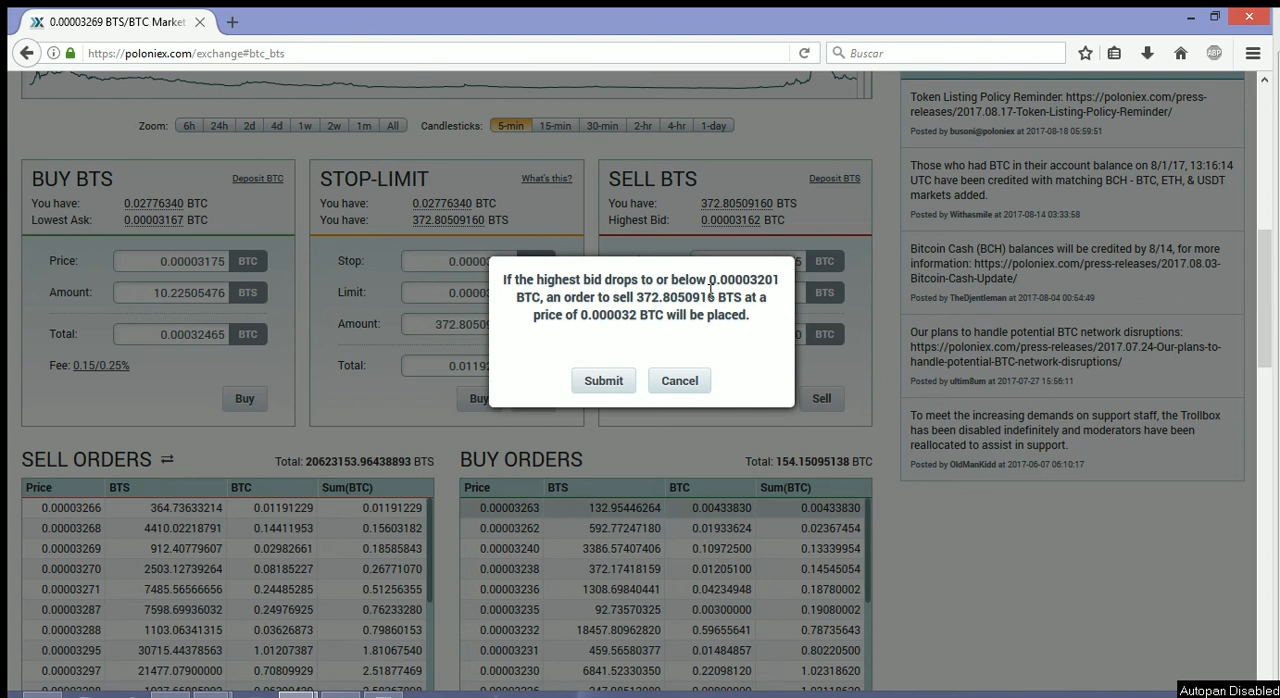 0.00003269 BTS/BTC Market
https://poloniex.com/exchange#btc_bts
Buscar
ABP
Zoom: 6h 24h 2d 4d 1w 2w 1m All Candlesticks: 5-min 15-min 30-min 2-hr 4-hr 1-day
BUY BTS Deposit BTC
You have: 0.02776340 BTC
Lowest Ask: 0.00003167 BTC
Price: 0.00003175 BTC
Amount: 10.22505476 BTS
Total: 0.00032465 BTC
Fee: 0.15/0.25%
Buy
STOP-LIMIT What's this?
You have: 0.02776340 BTC
You have: 372.80509160 BTS
Stop: 0.0000
Limit: 0.0000
Amount: 372.8050
Total: 0.0119
Buy
SELL BTS Deposit BTS
You have: 372.80509160 BTS
Highest Bid: 0.00003162 BTC
5 BTC
BTS
0 BTC
Sell
If the highest bid drops to or below 0.00003201
BTC, an order to sell 372.8050916 BTS at a
price of 0.000032 BTC will be placed.
Submit Cancel
SELL ORDERS Total: 20623153.96438893 BTS
Price BTS BTC Sum(BTC)
0.00003266 364.73633214 0.01191229 0.01191229
0.00003268 4410.02218791 0.14411953 0.15603182
0.00003269 912.40779607 0.02982661 0.18585843
0.00003270 2503.12739264 0.08185227 0.26771070
0.00003271 7485.56566656 0.24485285 0.51256355
0.00003287 7598.69936032 0.24976925 0.76233280
0.00003288 1103.06341315 0.03626873 0.79860153
0.00003295 30715.44378563 1.01207387 1.81067540
0.00003297 21477.07900000 0.70809929 2.51877469
BUY ORDERS Total: 154.15095138 BTC
Price BTS BTC Sum(BTC)
0.00003263 132.95446264 0.00433830 0.00433830
0.00003262 592.77247180 0.01933624 0.02367454
0.00003240 3386.57407406 0.10972500 0.13339954
0.00003238 372.17418159 0.01205100 0.14545054
0.00003236 1308.69840441 0.04234948 0.18780002
0.00003235 92.73570325 0.00300000 0.19080002
0.00003232 18457.80962820 0.59655641 0.78735643
0.00003231 459.56580377 0.01484857 0.80220500
0.00003230 6841.52330350 0.22098120 1.02318620
Token Listing Policy Reminder: https://poloniex.com/press-
releases/2017.08.17-Token-Listing-Policy-Reminder/
Posted by busoni@poloniex at 2017-08-18 05:59:51
Those who had BTC in their account balance on 8/1/17, 13:16:14
UTC have been credited with matching BCH - BTC, ETH, & USDT
markets added.
Posted by Withasmile at 2017-08-14 03:33:58
Bitcoin Cash (BCH) balances will be credited by 8/14, for more
information: https://poloniex.com/press-releases/2017.08.03-
Bitcoin-Cash-Update/
Posted by TheDjentleman at 2017-08-04 00:54:49
Our plans to handle potential BTC network disruptions:
https://poloniex.com/press-releases/2017.07.24-Our-plans-to-
handle-potential-BTC-network-disruptions/
Posted by ultim8um at 2017-07-27 15:56:11
To meet the increasing demands on support staff, the Trollbox
has been disabled indefinitely and moderators have been
reallocated to assist in support.
Posted by OldManKidd at 2017-06-07 06:10:17
Autopan Disabled